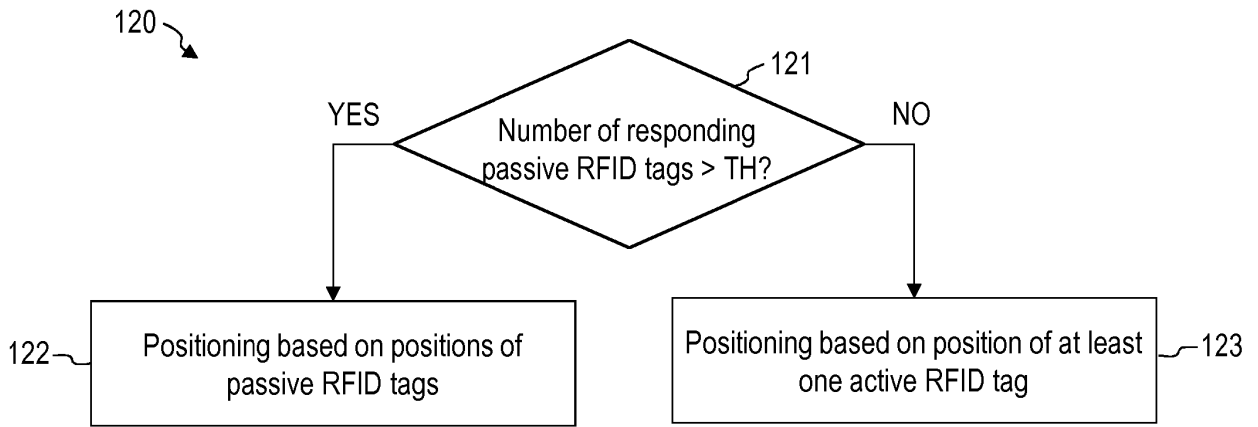 120
121
YES
NO
Number of responding
passive RFID tags > TH?
122
Positioning based on positions of
passive RFID tags
Positioning based on position of at least
one active RFID tag
123